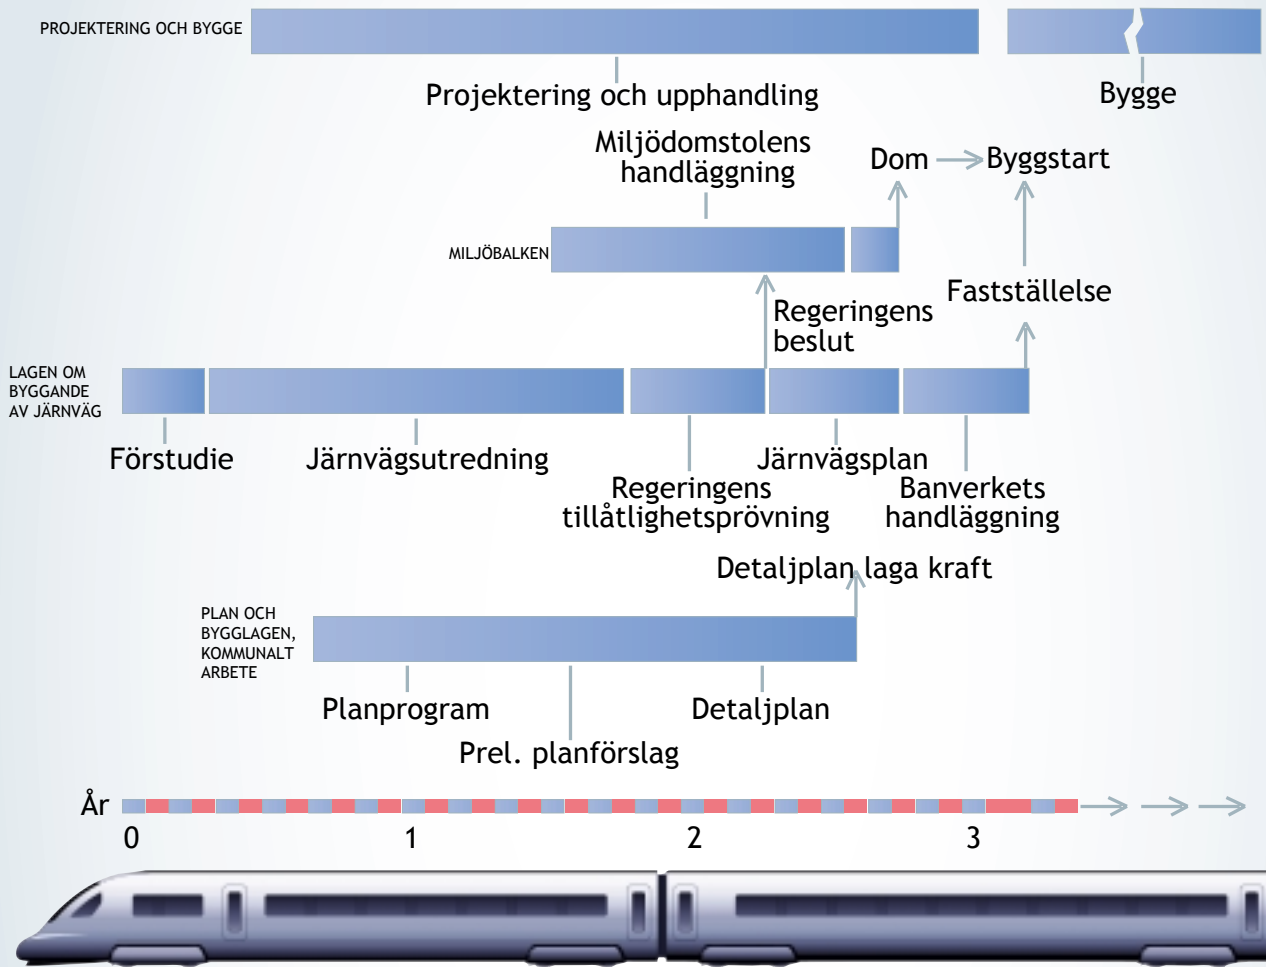 PROJEKTERING OCH BYGGE
Projektering och upphandling
Bygge
Miljödomstolens
handläggning
Dom
Byggstart
MILJÖBALKEN
Fastställelse
Regeringens
beslut
LAGEN OM
BYGGANDE
AV JÄRNVÄG
Förstudie
Järnvägsutredning
Järnvägsplan
Regeringens
tillåtlighetsprövning
Banverkets
handläggning
Detaljplan laga kraft
PLAN OCH
BYGGLAGEN,
KOMMUNALT
ARBETE
Planprogram
Detaljplan
Prel. planförslag
År
0 1 2 3